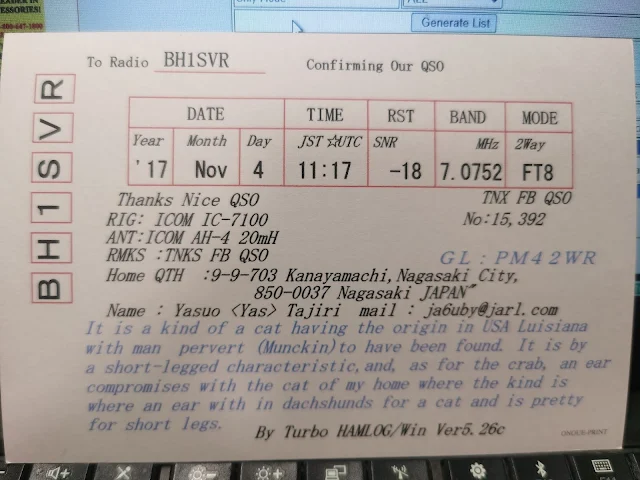 ESSORIES!
Generate List
To Radio BH1SVR Confirming Our QSO
BH1SVR
DATE TIME RST BAND MODE
Year Month Day JST ☆UTC SNR MHz 2Way
'17 Nov 4 11:17 -18 7.0752 FT8
Thanks Nice QSO TNX FB QSO
RIG: ICOM IC-7100 No:15,392
ANT:ICOM AH-4 20mH
RMKS :TNKS FB QSO GL : PM42WR
Home QTH :9-9-703 Kanayamachi,Nagasaki City,
850-0037 Nagasaki JAPAN"
Name : Yasuo <Yas> Tajiri mail : ja6uby@jarl.com
It is a kind of a cat having the origin in USA Luisiana
with man pervert (Munckin)to have been found. It is by
a short-legged characteristic,and, as for the crab, an ear
compromises with the cat of my home where the kind is
where an ear with in dachshunds for a cat and is pretty
for short legs.
By Turbo HAMLOG/Win Ver5.26c
ONDUR-PRINT